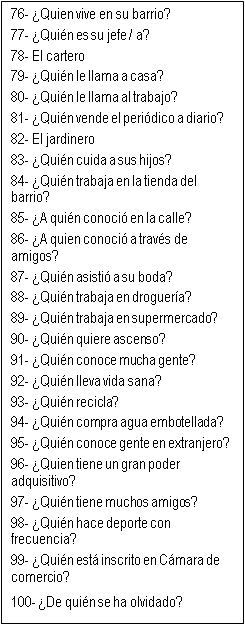 76- ¿Quien vive en su barrio?
77- ¿Quién es su jefe / a?
78- El cartero
79- ¿Quién le llama a casa?
80- ¿Quién le llama al trabajo?
81- ¿Quién vende el periódico a diario?
82- El jardinero
83- ¿Quién cuida a sus hijos?
84- ¿Quién trabaja en la tienda del
barrio?
85- ¿A quién conoció en la calle?
86- ¿A quien conoció a través de
amigos?
87- ¿Quién asistió a su boda?
88- ¿Quién trabaja en droguería?
89- ¿Quién trabaja en supermercado?
90- ¿Quién quiere ascenso?
91- ¿Quién conoce mucha gente?
92- ¿Quién lleva vida sana?
93- ¿Quién recicla?
94- ¿Quién compra agua embotellada?
95- ¿Quién conoce gente en extranjero?
96- ¿Quien tiene un gran poder
adquisitivo?
97- ¿Quién tiene muchos amigos?
98- ¿Quién hace deporte con
frecuencia?
99- ¿Quién está inscrito en Cámara de
comercio?
100- ¿De quién se ha olvidado?